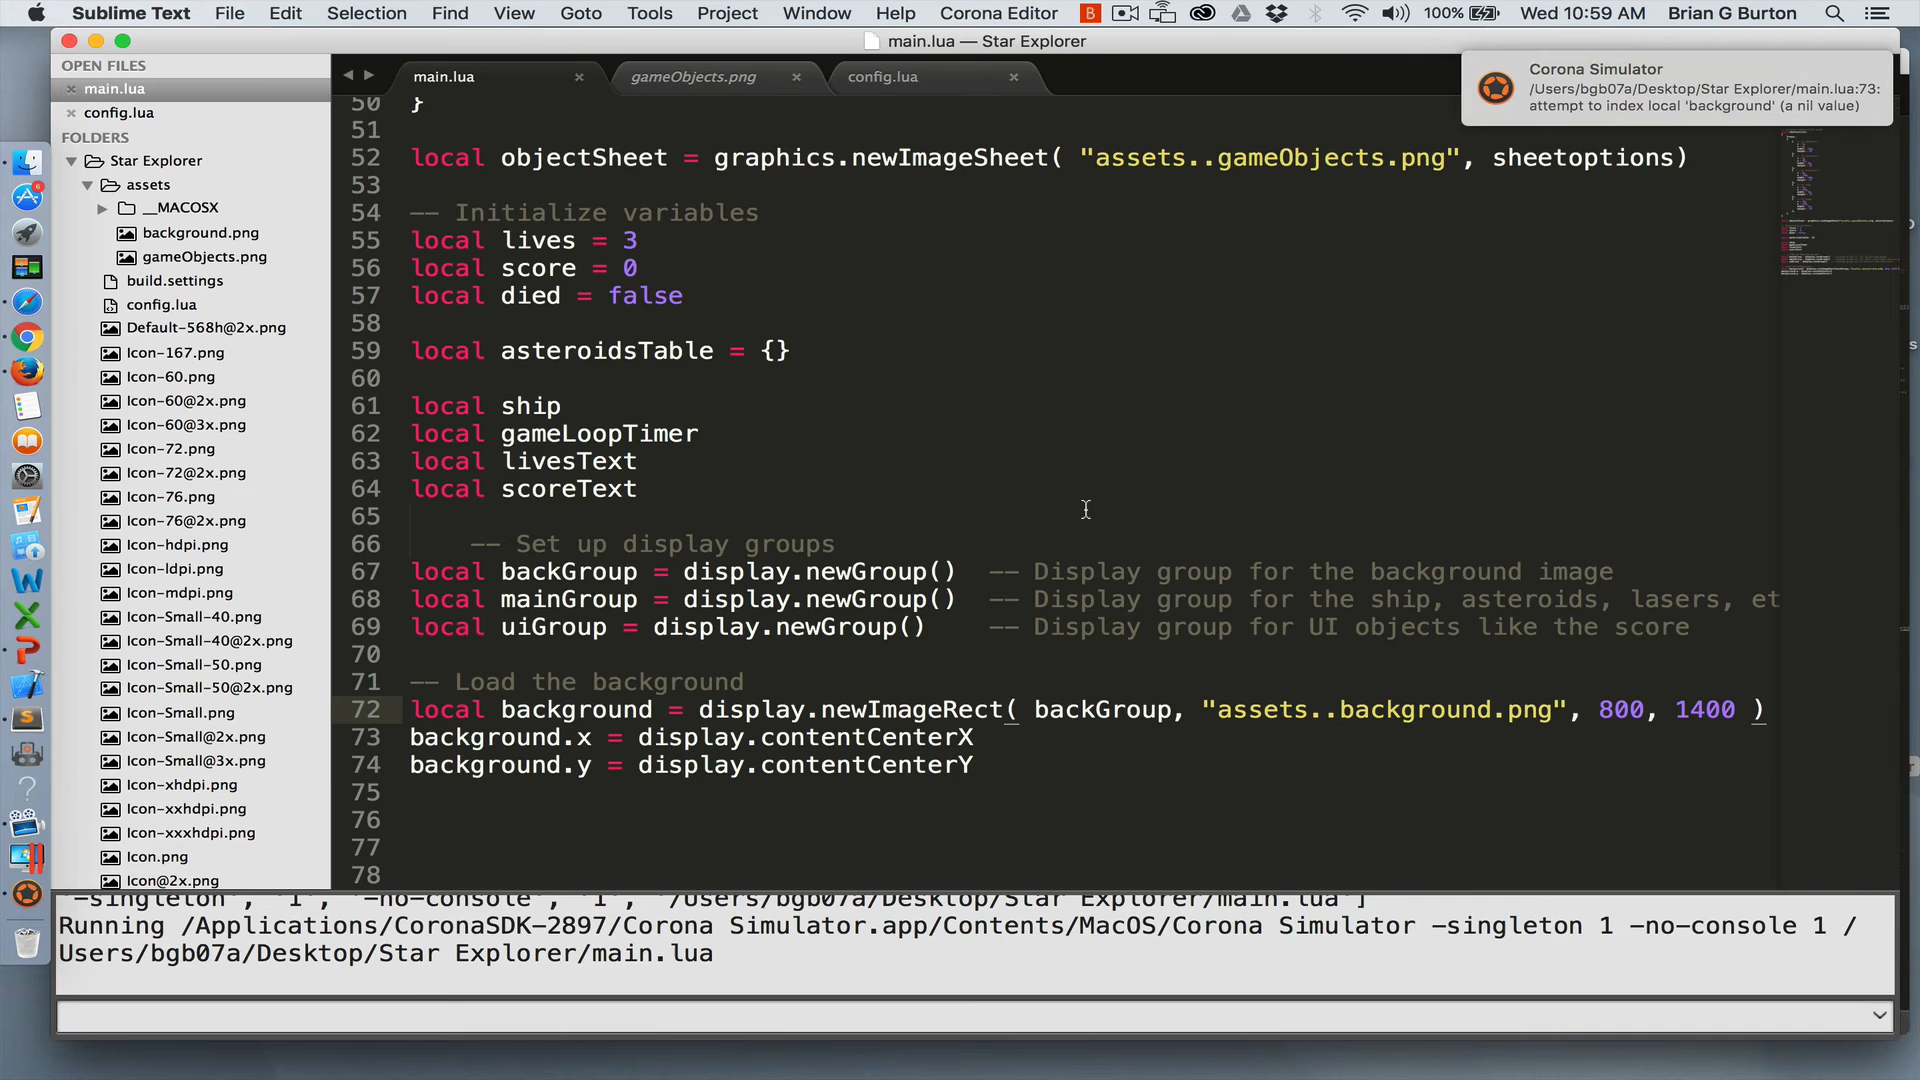 Sublime Text File Edit Selection Find View Goto Tools Project Window Help Corona Editor 100% Wed 10:59 AM Brian G Burton
main.lua — Star Explorer
OPEN FILES
main.lua
config.lua
FOLDERS
Star Explorer
assets
__MACOSX
background.png
gameObjects.png
build.settings
config.lua
Default-568h@2x.png
Icon-167.png
Icon-60.png
Icon-60@2x.png
Icon-60@3x.png
Icon-72.png
Icon-72@2x.png
Icon-76.png
Icon-76@2x.png
Icon-hdpi.png
Icon-ldpi.png
Icon-mdpi.png
Icon-Small-40.png
Icon-Small-40@2x.png
Icon-Small-50.png
Icon-Small-50@2x.png
Icon-Small.png
Icon-Small@2x.png
Icon-Small@3x.png
Icon-xhdpi.png
Icon-xxhdpi.png
Icon-xxxhdpi.png
Icon.png
Icon@2x.png
main.lua gameObjects.png config.lua
Corona Simulator
/Users/bgb07a/Desktop/Star Explorer/main.lua:73:
attempt to index local 'background' (a nil value)
50 }
51
52 local objectSheet = graphics.newImageSheet( "assets..gameObjects.png", sheetoptions)
53
54 -- Initialize variables
55 local lives = 3
56 local score = 0
57 local died = false
58
59 local asteroidsTable = {}
60
61 local ship
62 local gameLoopTimer
63 local livesText
64 local scoreText
65
66 -- Set up display groups
67 local backGroup = display.newGroup() -- Display group for the background image
68 local mainGroup = display.newGroup() -- Display group for the ship, asteroids, lasers, et
69 local uiGroup = display.newGroup() -- Display group for UI objects like the score
70
71 -- Load the background
72 local background = display.newImageRect( backGroup, "assets..background.png", 800, 1400 )
73 background.x = display.contentCenterX
74 background.y = display.contentCenterY
75
76
77
78
"-singleton", "1", "-no-console", "1", "/Users/bgb07a/Desktop/Star Explorer/main.lua"]
Running /Applications/CoronaSDK-2897/Corona Simulator.app/Contents/MacOS/Corona Simulator -singleton 1 -no-console 1 /
Users/bgb07a/Desktop/Star Explorer/main.lua